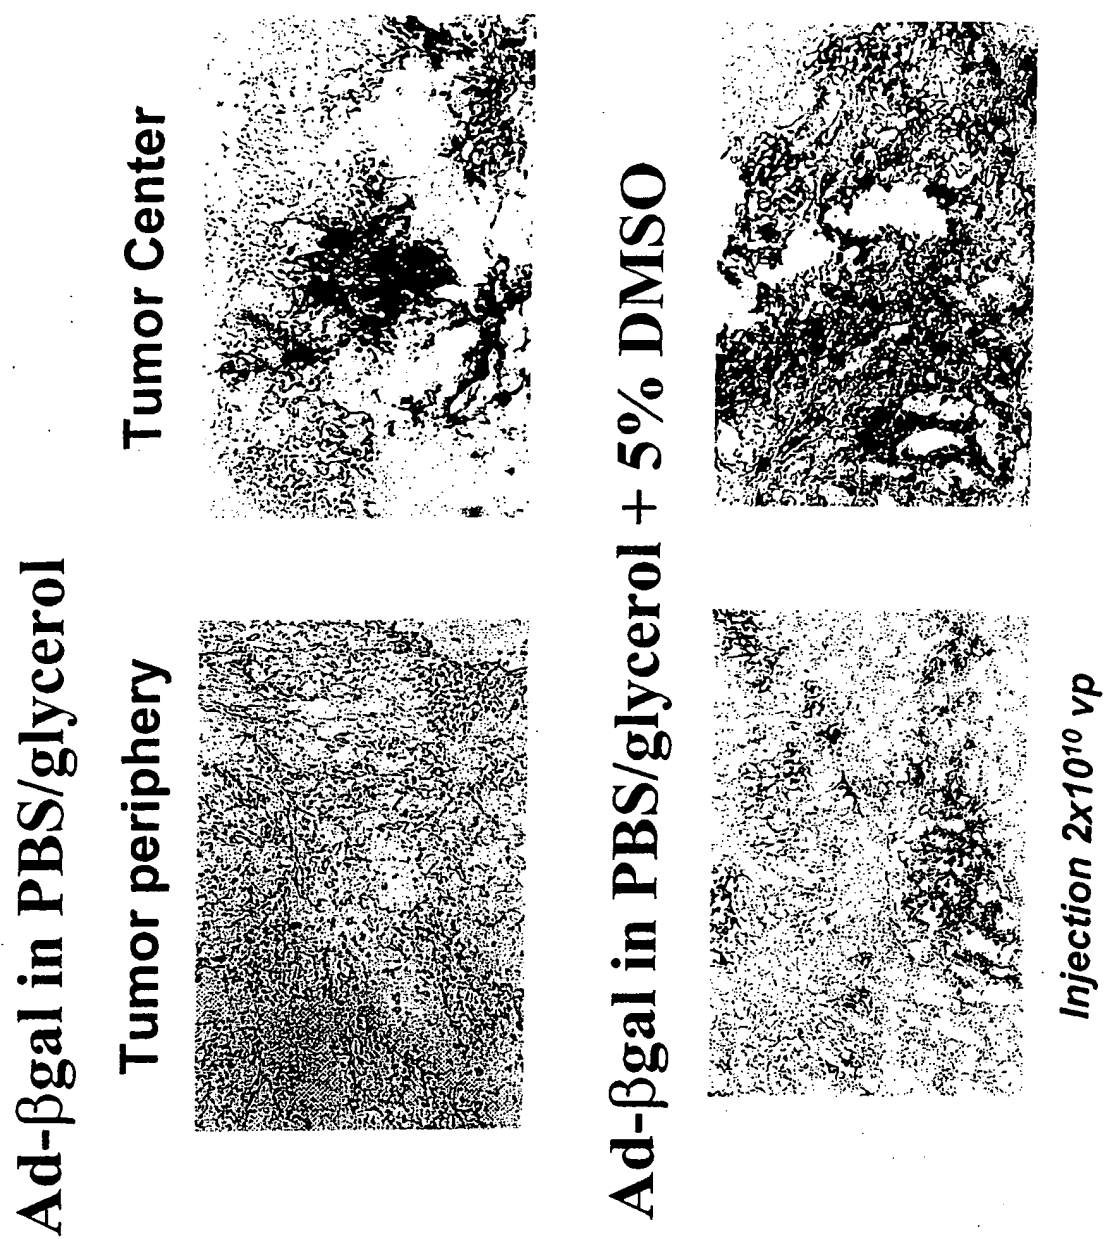 Ad-βgal in PBS/glycerol
Tumor periphery
Tumor Center
Ad-βgal in PBS/glycerol + 5% DMSO
Injection 2x10¹⁰ vp